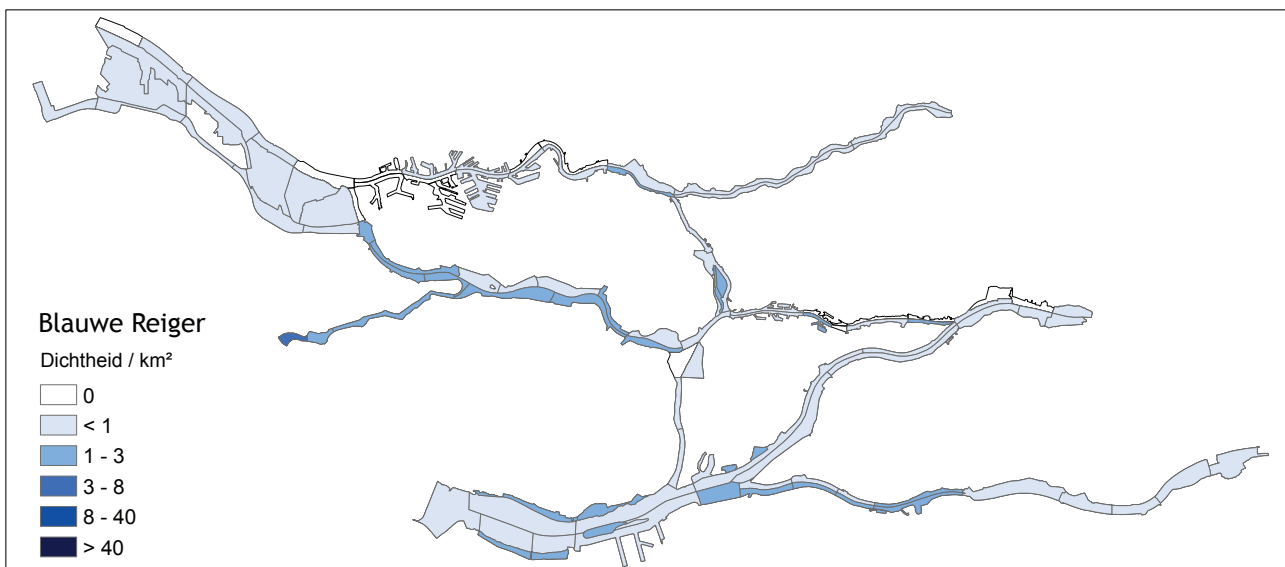 Blauwe Reiger
Dichtheid / km²
0
< 1
1 - 3
3 - 8
8 - 40
> 40